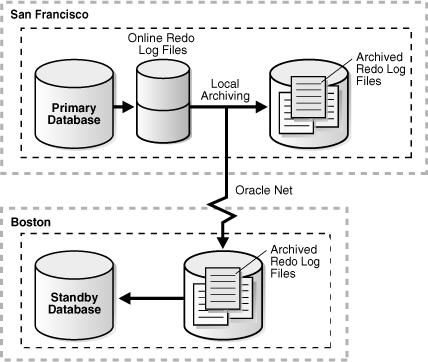 San Francisco
Online Redo
Log Files
Primary
Database
Local
Archiving
Archived
Redo Log
Files
Oracle Net
Boston
Standby
Database
Archived
Redo Log
Files